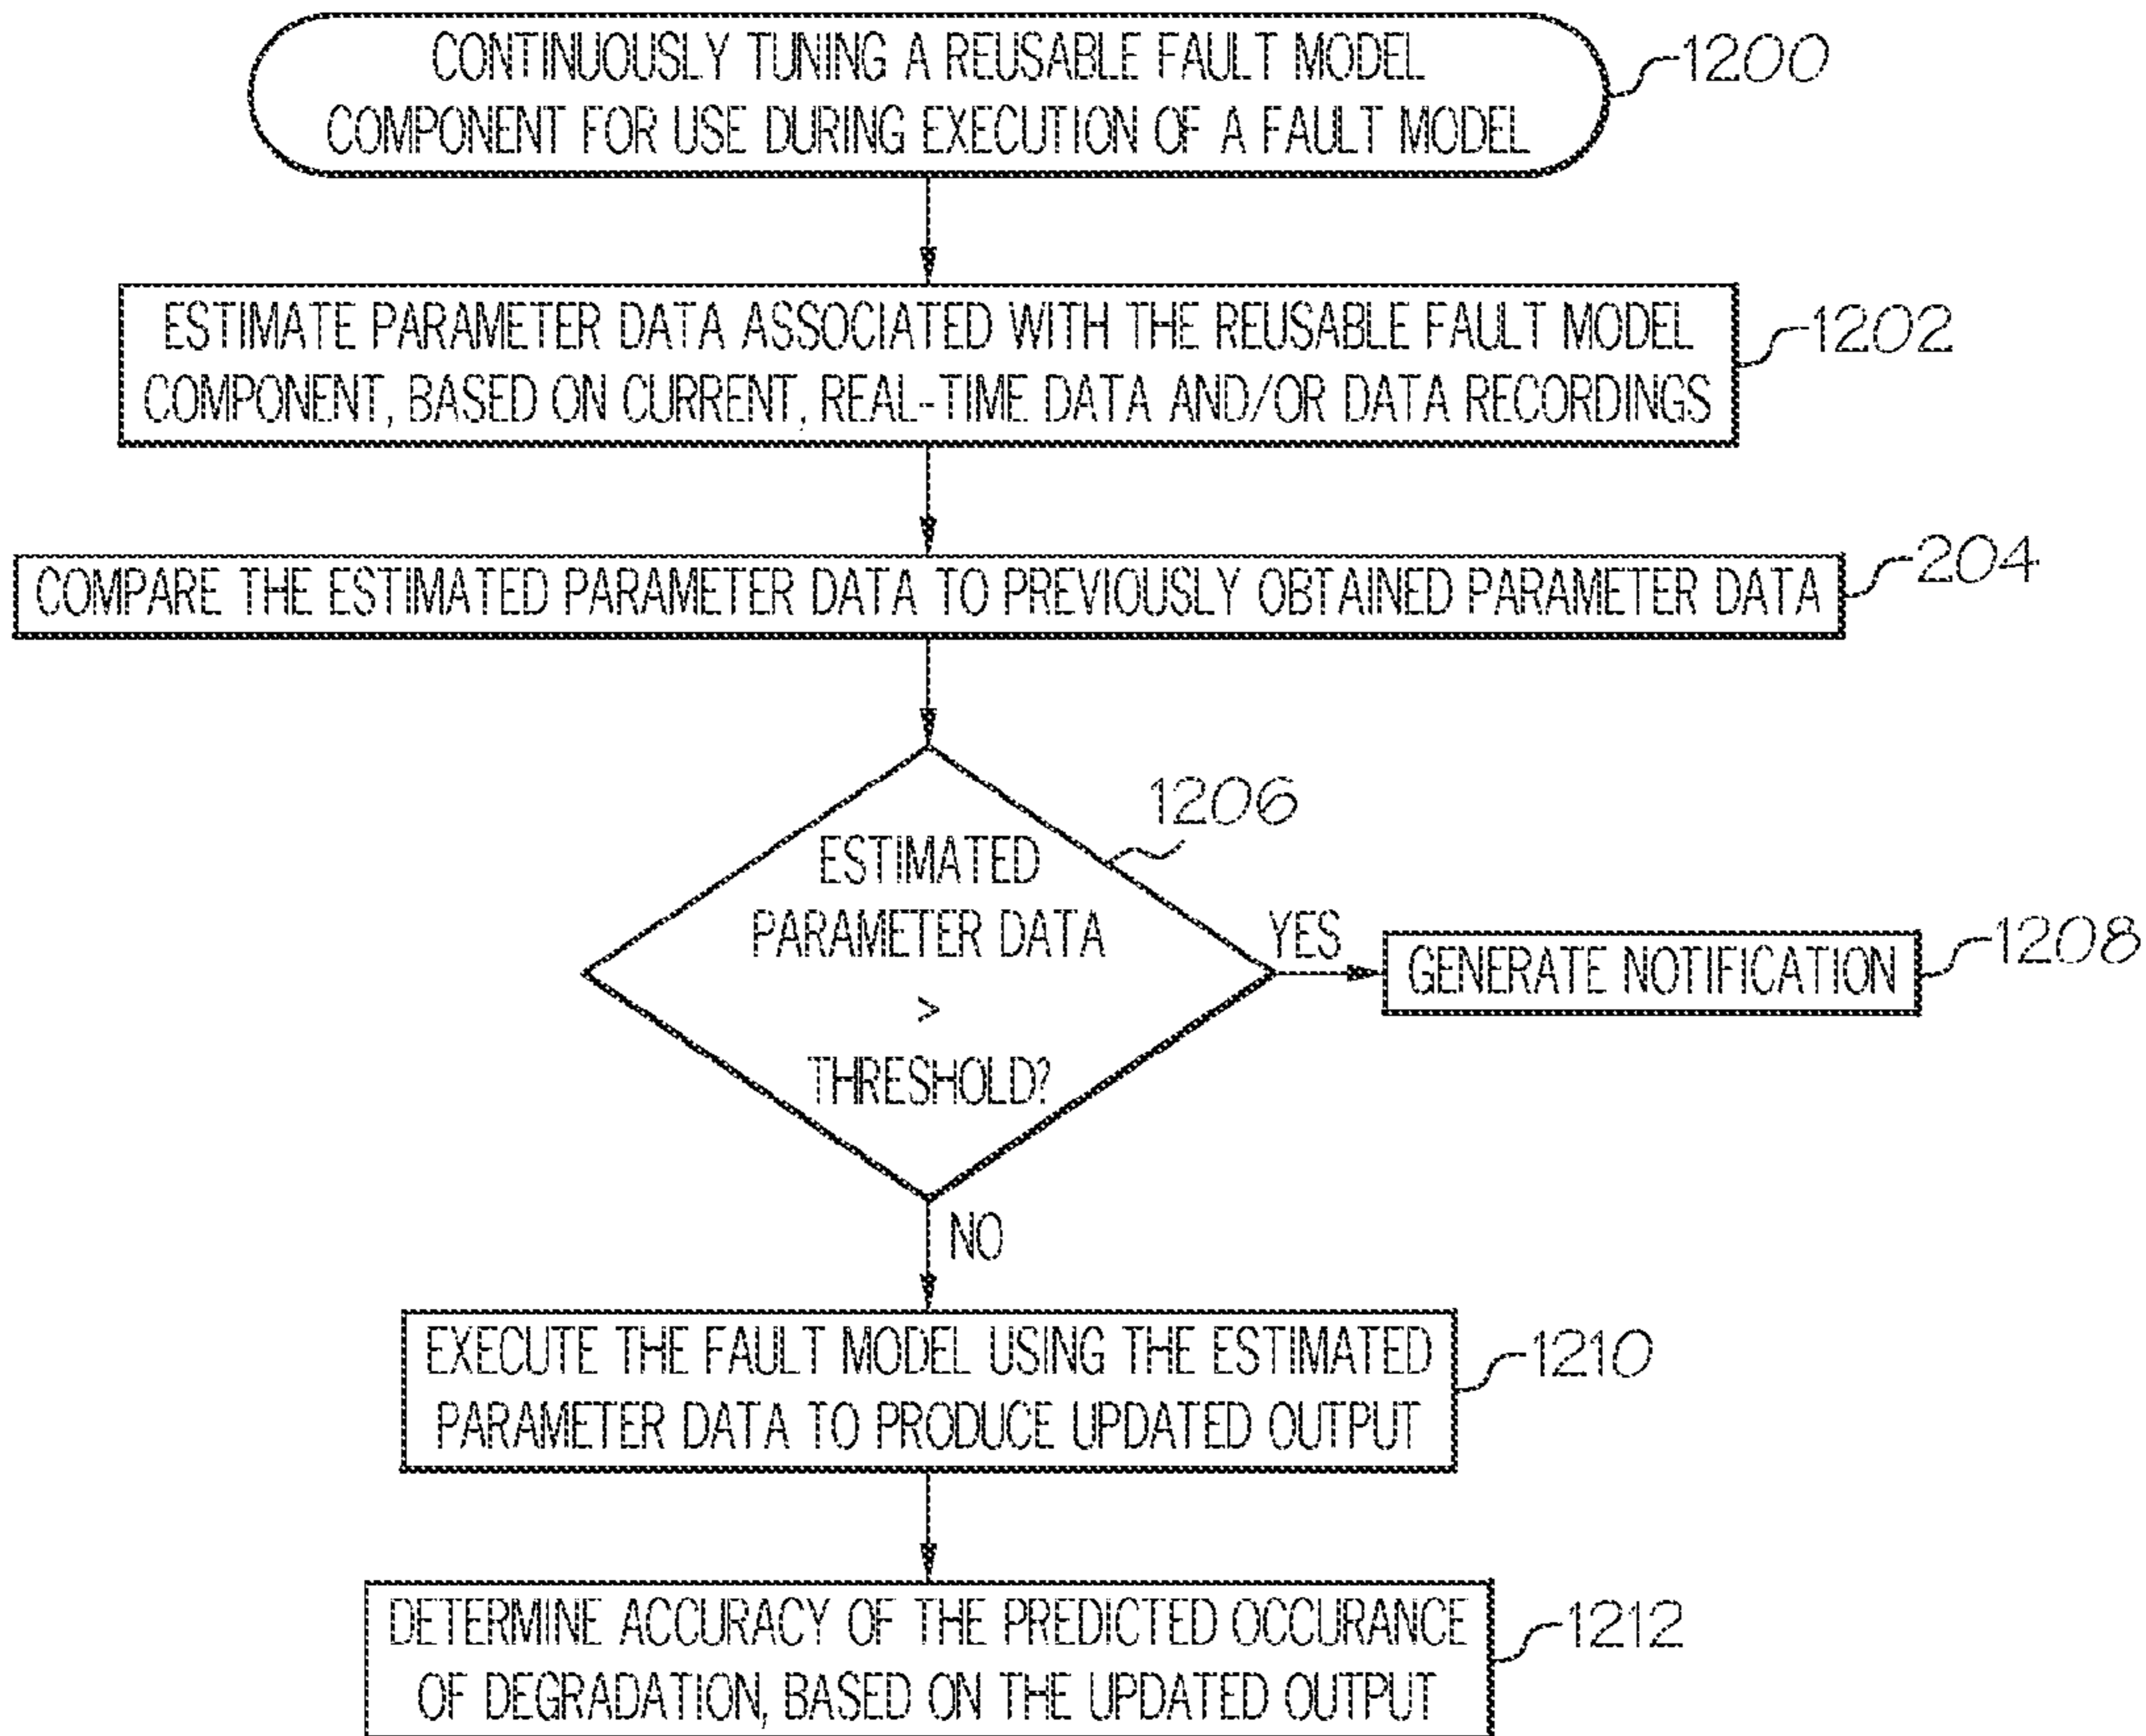 CONTINUOUSLY TUNING A REUSABLE FAULT MODEL
COMPONENT FOR USE DURING EXECUTION OF A FAULT MODEL
1200
ESTIMATE PARAMETER DATA ASSOCIATED WITH THE REUSABLE FAULT MODEL
COMPONENT, BASED ON CURRENT, REAL-TIME DATA AND/OR DATA RECORDINGS
1202
COMPARE THE ESTIMATED PARAMETER DATA TO PREVIOUSLY OBTAINED PARAMETER DATA
204
1206
ESTIMATED
PARAMETER DATA
>
THRESHOLD?
YES
GENERATE NOTIFICATION
1208
NO
EXECUTE THE FAULT MODEL USING THE ESTIMATED
PARAMETER DATA TO PRODUCE UPDATED OUTPUT
1210
DETERMINE ACCURACY OF THE PREDICTED OCCURANCE
OF DEGRADATION, BASED ON THE UPDATED OUTPUT
1212